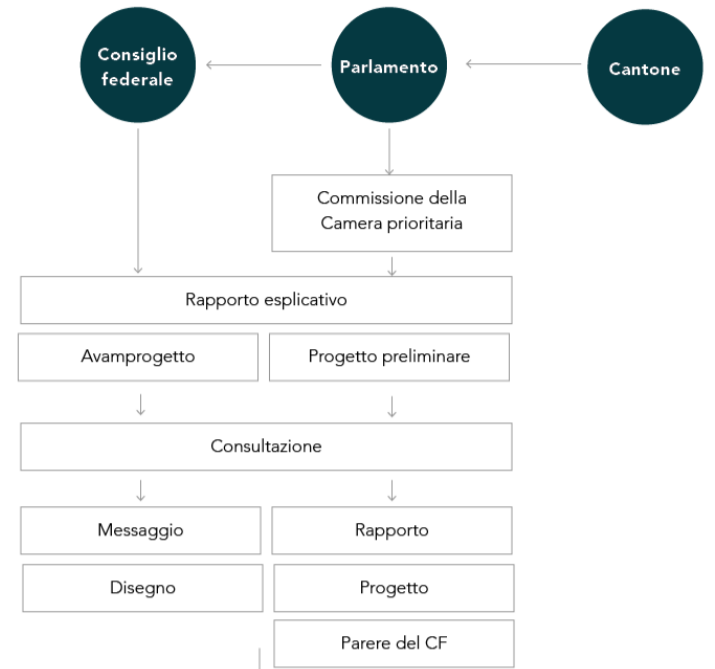 Consiglio
federale
Parlamento
Cantone
Commissione della
Camera prioritaria
Rapporto esplicativo
Avamprogetto
Progetto preliminare
Consultazione
Messaggio
Rapporto
Disegno
Progetto
Parere del CF